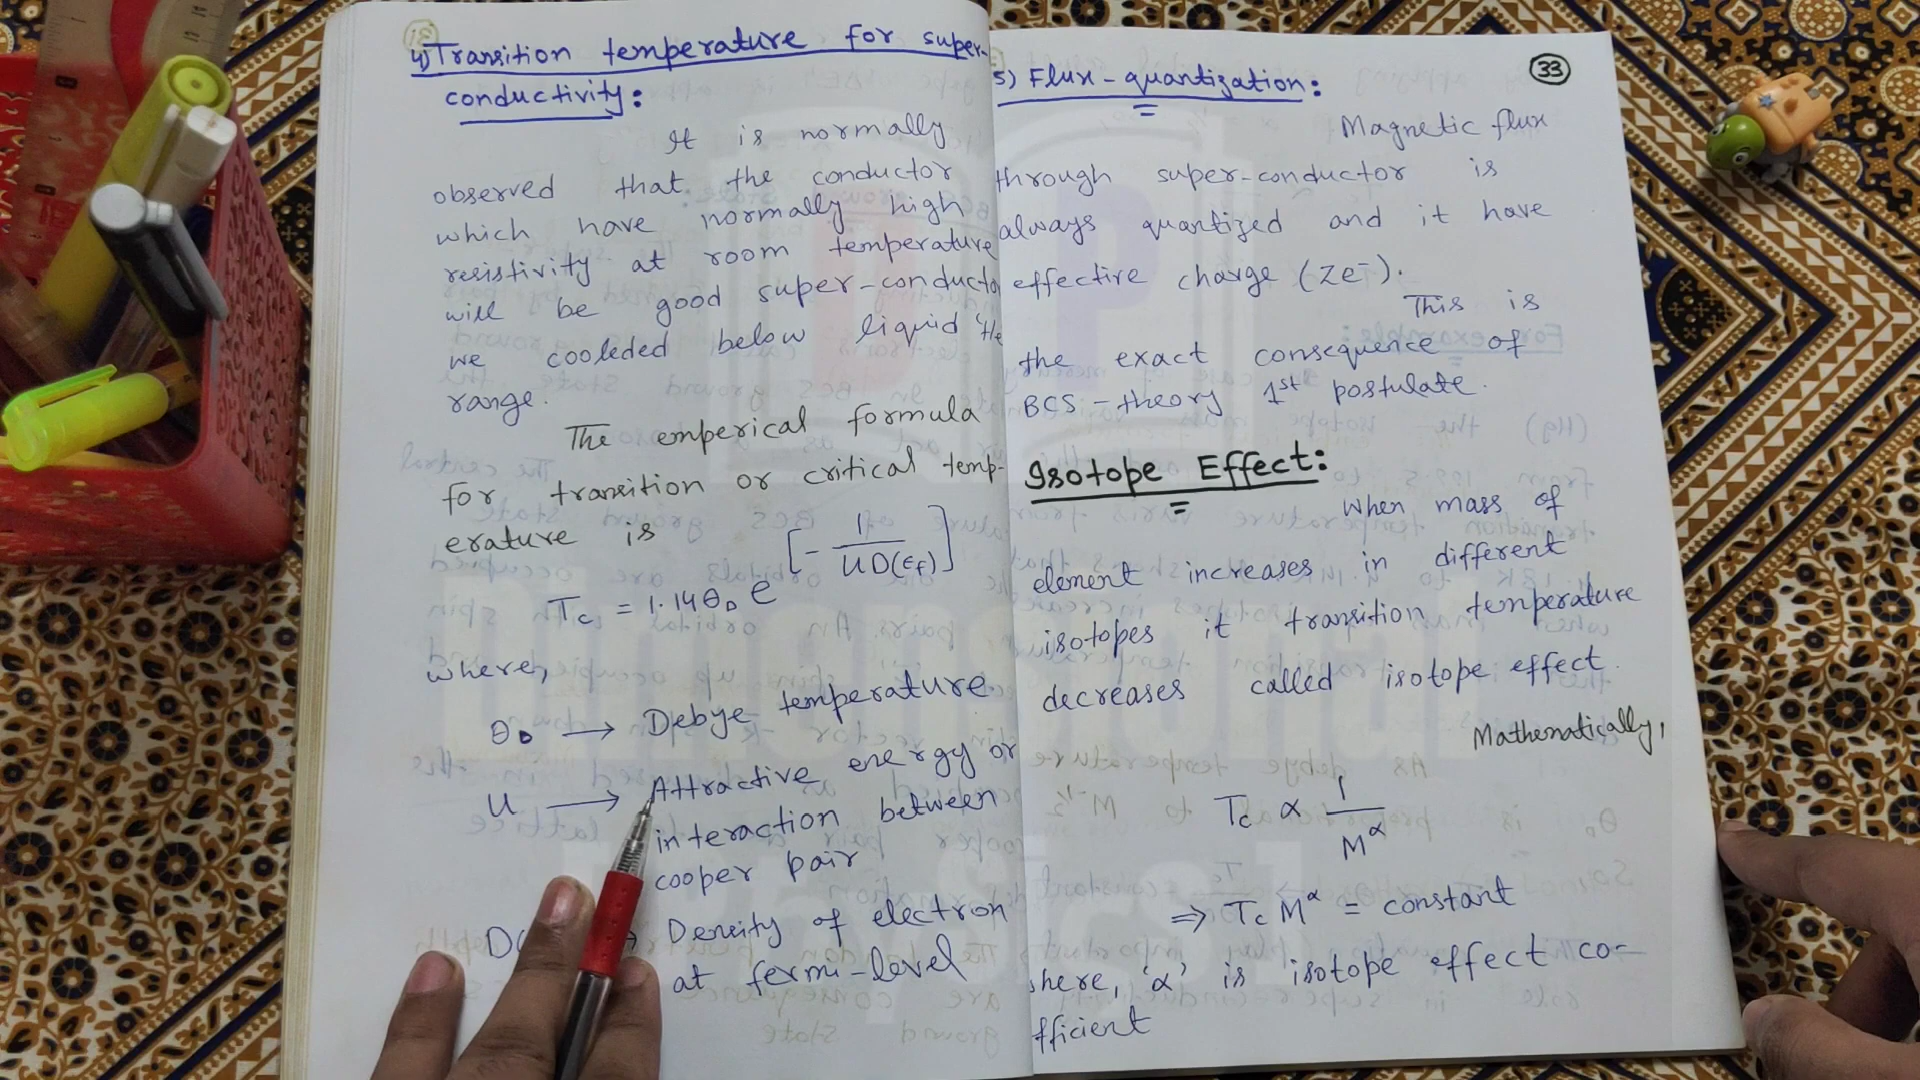 4) Transition temperature for super-
conductivity:
It is normally
observed that the conductor
which have normally high
resistivity at room temperature
will be good super-conducto
we cooleded below liquid 'He
range.
The emperical formula
for transition or critical temp-
erature is
Tc = 1.14θD e[- 1/UD(εF)]
where,
θD → Debye temperature
U → Attractive energy or
interaction between
cooper pair
D( → Density of electron
at fermi-level
33
5) Flux-quantization:
Magnetic flux
through super-conductor is
always quantized and it have
effective charge (2e⁻).
This is
the exact consequence of
BCS-theory 1st postulate.
Isotope Effect:
When mass of
element increases in different
isotopes it transition temperature
decreases called isotope effect.
Mathematically,
Tc ∝ 1/M^α
⇒ Tc M^α = constant
here, 'α' is isotope effect co-
fficient